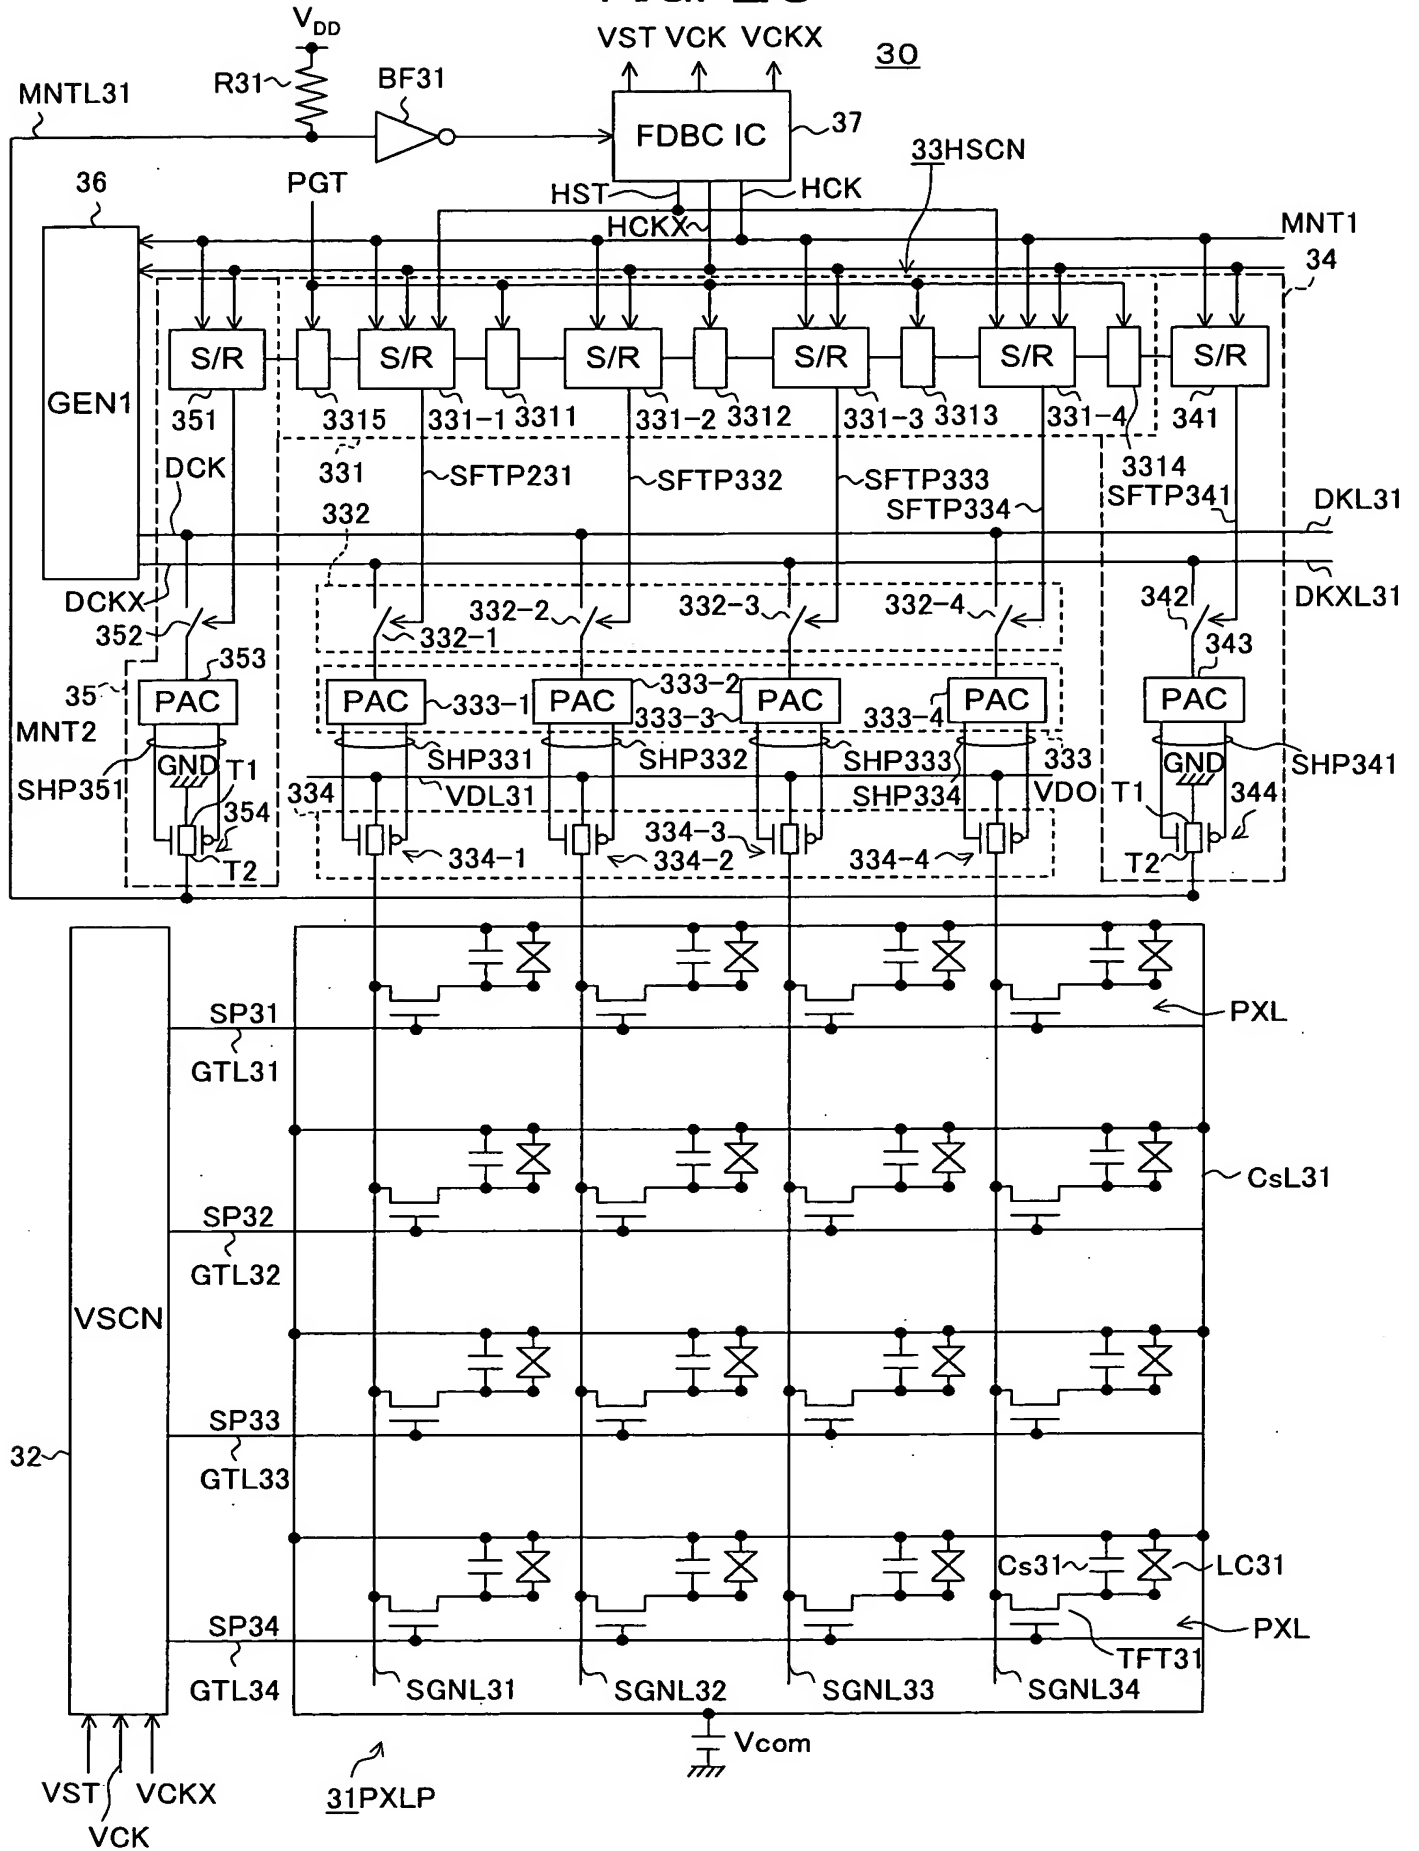 VDD
VST VCK VCKX
30
R31
BF31
MNTL31
FDBC IC
37
33HSCN
36
PGT
HST
HCK
HCKX
MNT1
34
S/R
S/R
S/R
S/R
S/R
S/R
GEN1
351
3315
331-1
3311
331-2
3312
331-3
3313
331-4
341
331
3314
DCK
SFTP231
SFTP332
SFTP333
SFTP334
SFTP341
332
DKL31
DCKX
DKXL31
352
332-1
332-2
332-3
332-4
342
353
343
35
PAC
PAC
PAC
PAC
PAC
PAC
333-1
333-2
333-3
333-4
MNT2
SHP351
GND
T1
SHP331
SHP332
SHP333
SHP334
333
GND
SHP341
334
VDL31
VDO
T1
354
344
334-1
334-2
334-3
334-4
T2
T2
SP31
GTL31
PXL
SP32
GTL32
CsL31
VSCN
32
SP33
GTL33
Cs31
LC31
SP34
GTL34
TFT31
PXL
SGNL31
SGNL32
SGNL33
SGNL34
Vcom
VST
VCK
VCKX
31PXLP